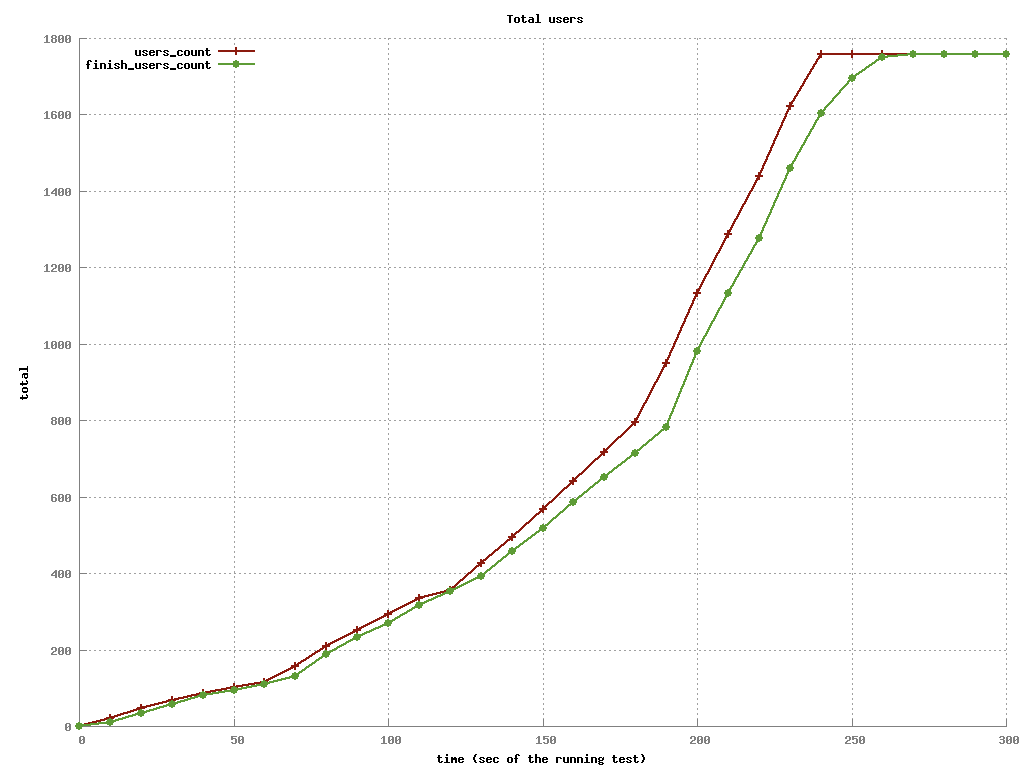 Total users
users_count
finish_users_count
1800
1600
1400
1200
1000
800
600
400
200
0
total
0 50 100 150 200 250 300
time (sec of the running test)